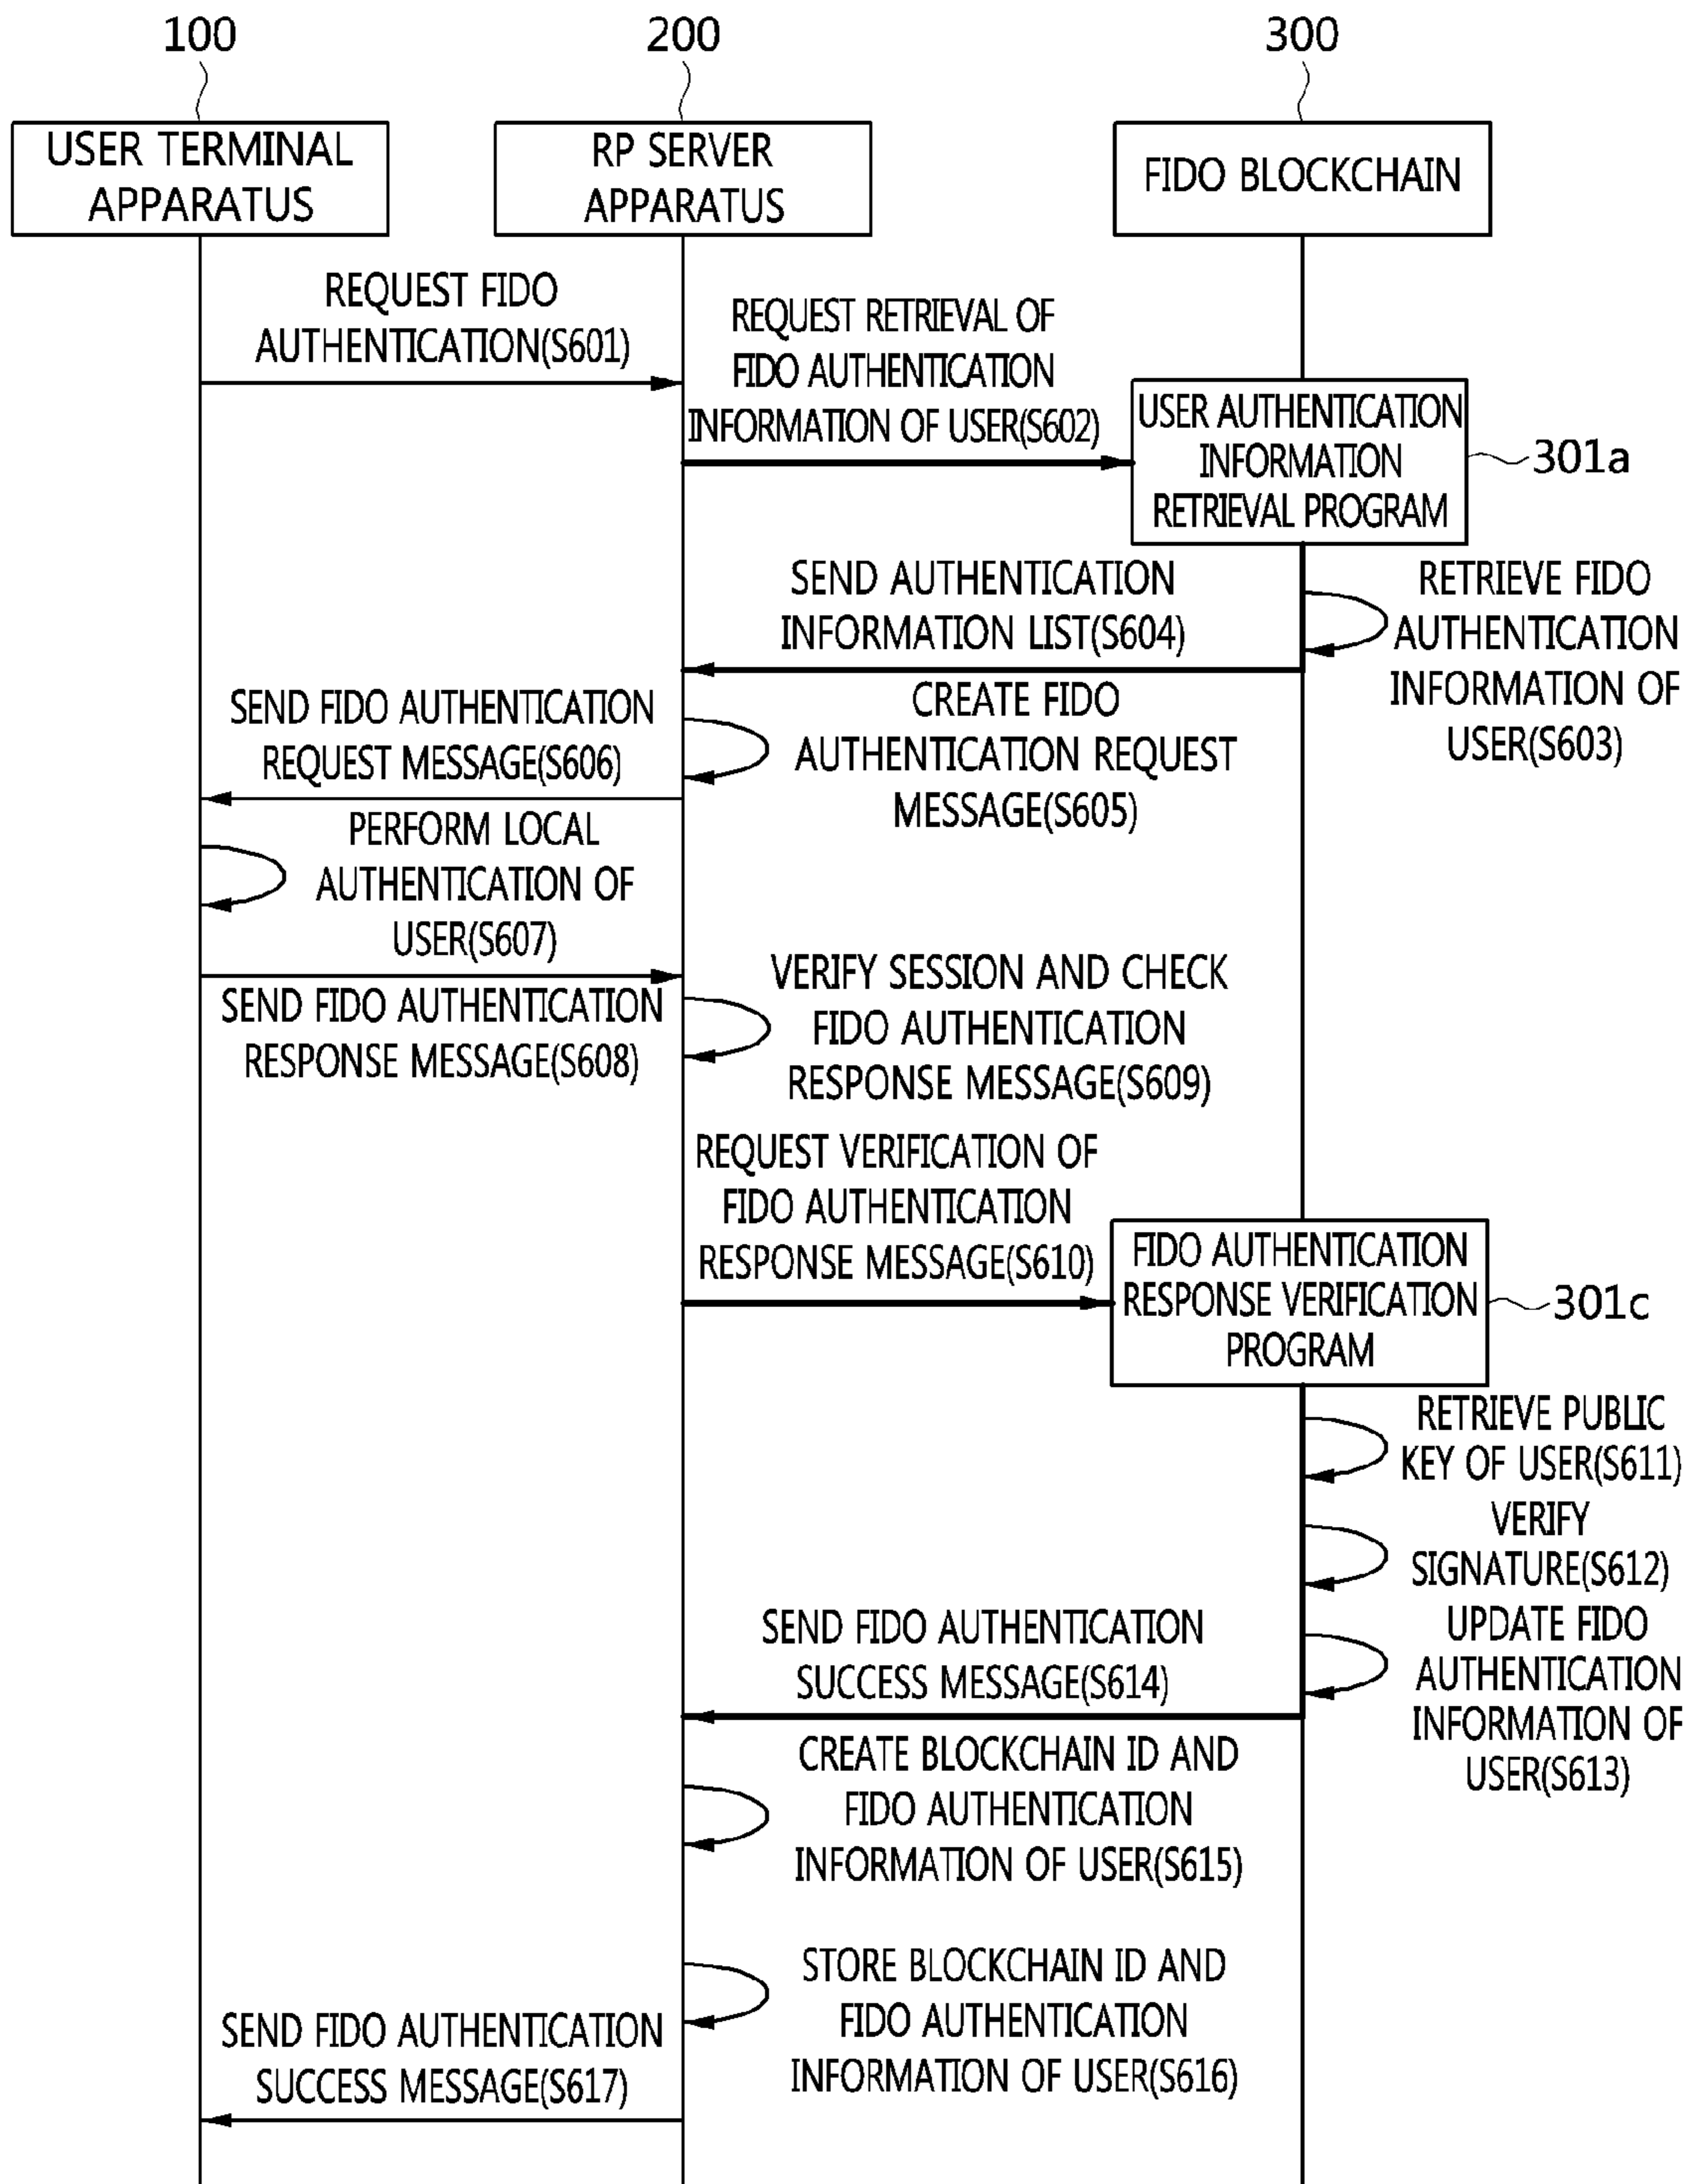 100
200
300
USER TERMINAL
APPARATUS
RP SERVER
APPARATUS
FIDO BLOCKCHAIN
REQUEST FIDO
AUTHENTICATION(S601)
REQUEST RETRIEVAL OF
FIDO AUTHENTICATION
INFORMATION OF USER(S602)
USER AUTHENTICATION
INFORMATION
RETRIEVAL PROGRAM
301a
RETRIEVE FIDO
AUTHENTICATION
INFORMATION OF
USER(S603)
SEND AUTHENTICATION
INFORMATION LIST(S604)
CREATE FIDO
AUTHENTICATION REQUEST
MESSAGE(S605)
SEND FIDO AUTHENTICATION
REQUEST MESSAGE(S606)
PERFORM LOCAL
AUTHENTICATION OF
USER(S607)
SEND FIDO AUTHENTICATION
RESPONSE MESSAGE(S608)
VERIFY SESSION AND CHECK
FIDO AUTHENTICATION
RESPONSE MESSAGE(S609)
REQUEST VERIFICATION OF
FIDO AUTHENTICATION
RESPONSE MESSAGE(S610)
FIDO AUTHENTICATION
RESPONSE VERIFICATION
PROGRAM
301c
RETRIEVE PUBLIC
KEY OF USER(S611)
VERIFY
SIGNATURE(S612)
UPDATE FIDO
AUTHENTICATION
INFORMATION OF
USER(S613)
SEND FIDO AUTHENTICATION
SUCCESS MESSAGE(S614)
CREATE BLOCKCHAIN ID AND
FIDO AUTHENTICATION
INFORMATION OF USER(S615)
STORE BLOCKCHAIN ID AND
FIDO AUTHENTICATION
INFORMATION OF USER(S616)
SEND FIDO AUTHENTICATION
SUCCESS MESSAGE(S617)